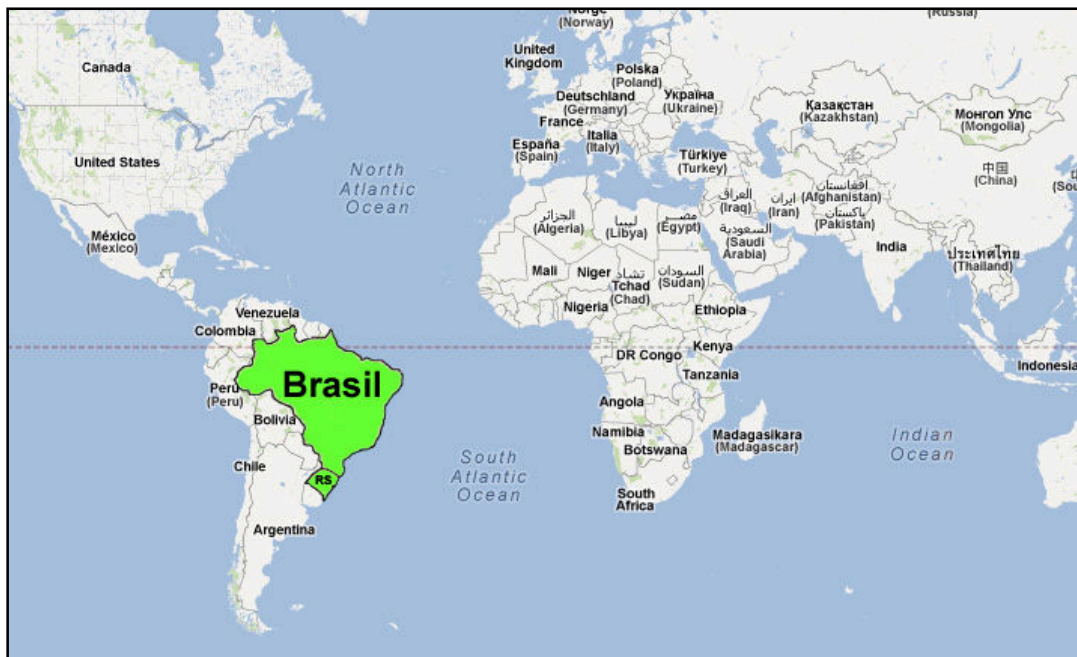 Norge
(Norway)
(Russia)
Canada
United
Kingdom
Polska
(Poland)
Deutschland
(Germany)
Україна
(Ukraine)
Қазақстан
(Kazakhstan)
Монгол Улс
(Mongolia)
France
United States
España
(Spain)
Italia
(Italy)
Türkiye
(Turkey)
North
Atlantic
Ocean
العراق
(Iraq)
ایران
(Iran)
افغانستان
(Afghanistan)
پاکستان
(Pakistan)
中国
(China)
México
(Mexico)
الجزائر
(Algeria)
ليبيا
(Libya)
مصر
(Egypt)
السعودية
(Saudi
Arabia)
India
ประเทศไทย
(Thailand)
Mali
Niger
تشاد
Tchad
(Chad)
السودان
(Sudan)
Nigeria
Ethiopia
Venezuela
Colombia
DR Congo
Kenya
Indonesia
Brasil
Tanzania
Perú
(Peru)
Bolivia
Angola
Namibia
Botswana
Madagasikara
(Madagascar)
Indian
Ocean
Chile
RS
South
Atlantic
Ocean
South
Africa
Argentina